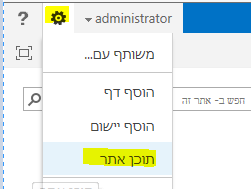 ? administrator
משותף עם...
הוסף דף
חפש ב- אתר זה
הוסף יישום
תוכן אתר